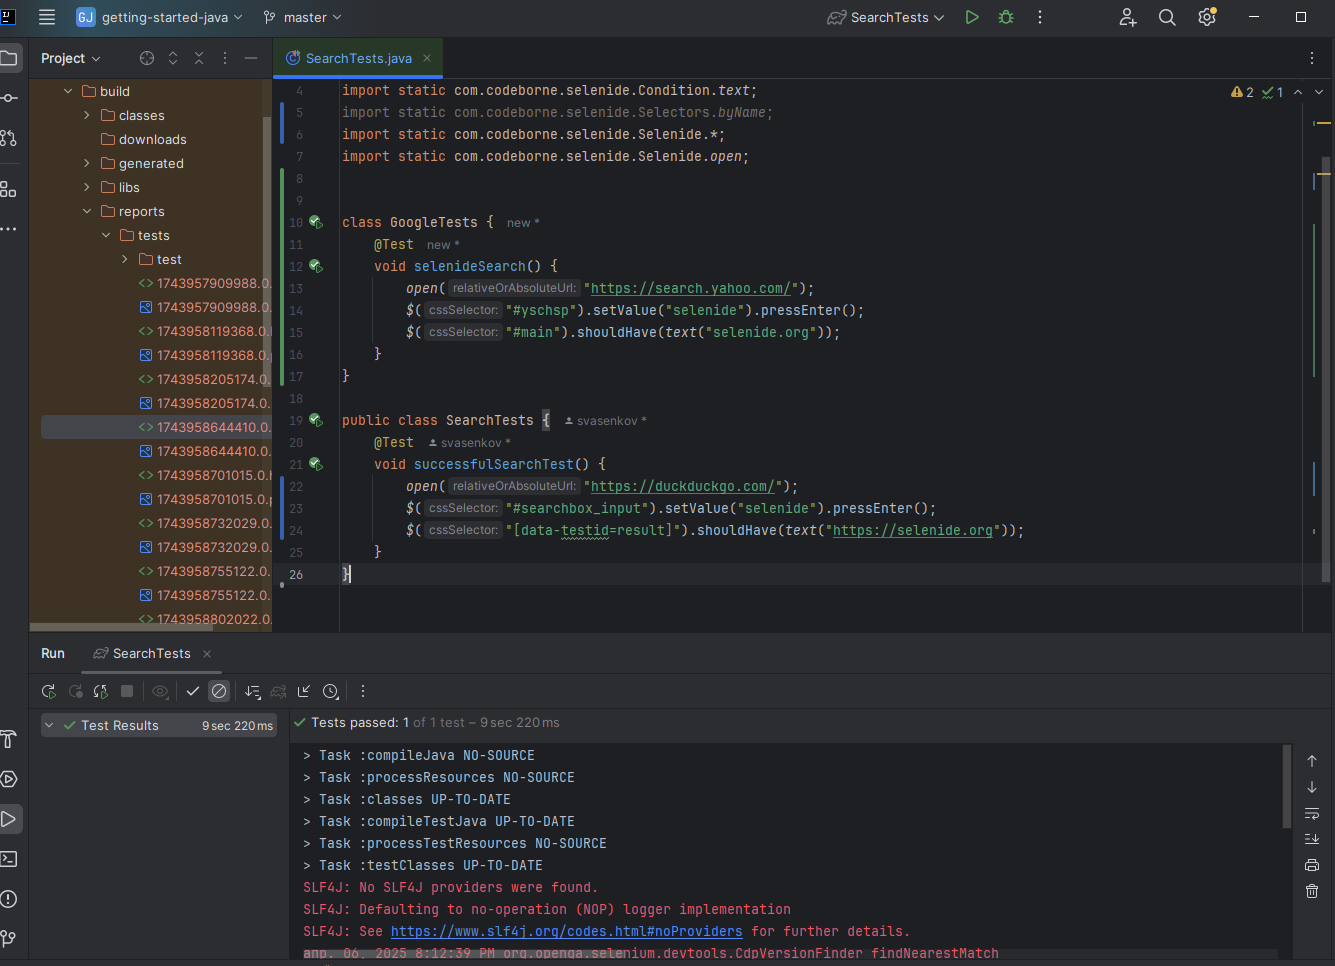 GJ getting-started-java master SearchTests
Project
SearchTests.java
build
classes
downloads
generated
libs
reports
tests
test
1743957909988.0.
1743957909988.0.
1743958119368.0.
1743958119368.0.
1743958205174.0.
1743958205174.0.
1743958644410.0.
1743958644410.0.
1743958701015.0.
1743958701015.0.
1743958732029.0.
1743958732029.0.
1743958755122.0.
1743958755122.0.
1743958802022.0.
2 1
4 import static com.codeborne.selenide.Condition.text;
5 import static com.codeborne.selenide.Selectors.byName;
6 import static com.codeborne.selenide.Selenide.*;
7 import static com.codeborne.selenide.Selenide.open;
8
9
10 class GoogleTests { new *
11 @Test new *
12 void selenideSearch() {
13 open( relativeOrAbsoluteUrl: "https://search.yahoo.com/");
14 $( cssSelector: "#yschsp").setValue("selenide").pressEnter();
15 $( cssSelector: "#main").shouldHave(text("selenide.org"));
16 }
17 }
18
19 public class SearchTests { svasenkov *
20 @Test svasenkov *
21 void successfulSearchTest() {
22 open( relativeOrAbsoluteUrl: "https://duckduckgo.com/");
23 $( cssSelector: "#searchbox_input").setValue("selenide").pressEnter();
24 $( cssSelector: "[data-testid=result]").shouldHave(text("https://selenide.org"));
25 }
26 }
Run SearchTests
Test Results 9 sec 220 ms
Tests passed: 1 of 1 test – 9 sec 220 ms
> Task :compileJava NO-SOURCE
> Task :processResources NO-SOURCE
> Task :classes UP-TO-DATE
> Task :compileTestJava UP-TO-DATE
> Task :processTestResources NO-SOURCE
> Task :testClasses UP-TO-DATE
SLF4J: No SLF4J providers were found.
SLF4J: Defaulting to no-operation (NOP) logger implementation
SLF4J: See https://www.slf4j.org/codes.html#noProviders for further details.
апр. 06, 2025 8:12:39 PM org.openqa.selenium.devtools.CdpVersionFinder findNearestMatch